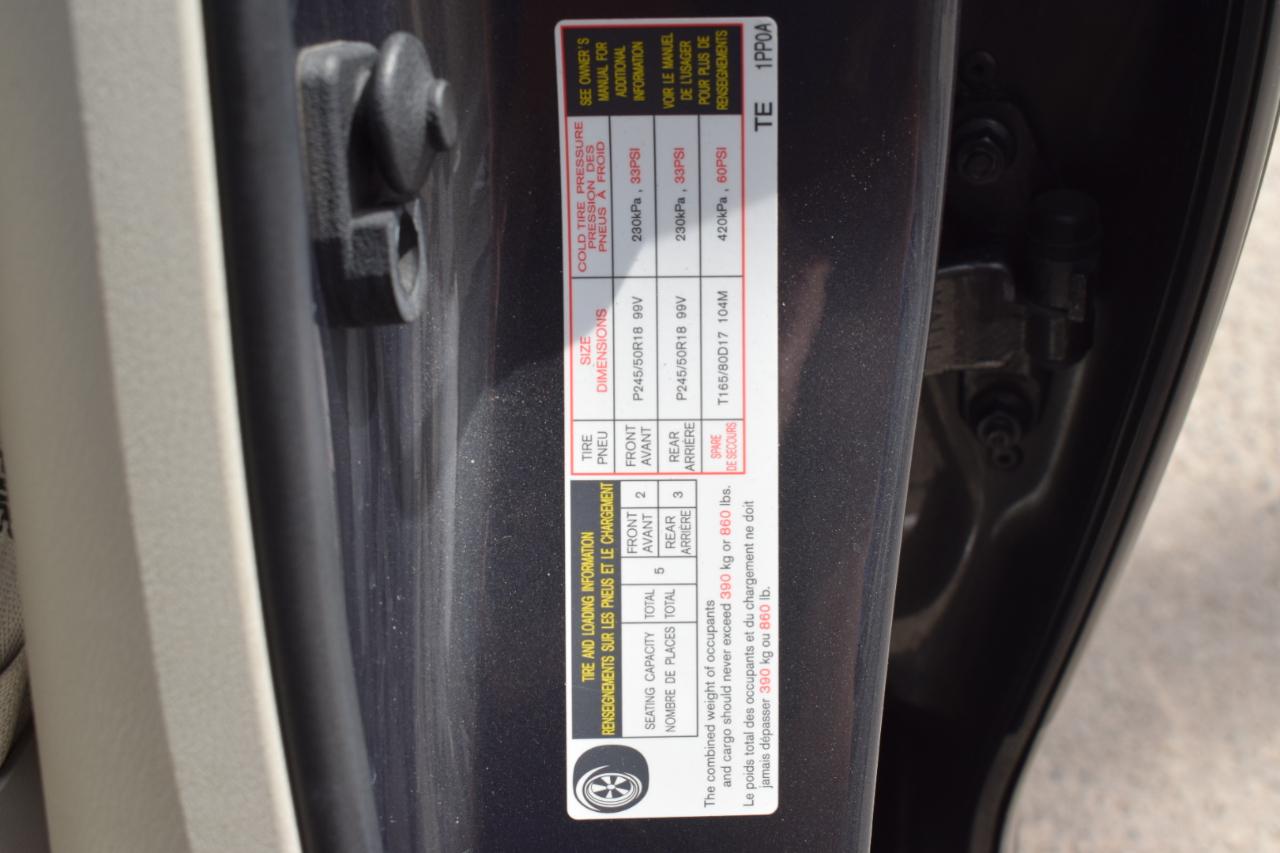 TIRE AND LOADING INFORMATION
RENSEIGNEMENTS SUR LES PNEUS ET LE CHARGEMENT
SEATING CAPACITY TOTAL 5 FRONT 2
NOMBRE DE PLACES TOTAL AVANT
REAR 3
ARRIÈRE
The combined weight of occupants
and cargo should never exceed 390 kg or 860 lbs.
Le poids total des occupants et du chargement ne doit
jamais dépasser 390 kg ou 860 lb.
TIRE
PNEU
SIZE
DIMENSIONS
COLD TIRE PRESSURE
PRESSION DES
PNEUS À FROID
FRONT
AVANT
P245/50R18 99V
230kPa, 33PSI
REAR
ARRIÈRE
P245/50R18 99V
230kPa, 33PSI
SPARE
DE SECOURS
T165/80D17 104M
420kPa, 60PSI
SEE OWNER'S
MANUAL FOR
ADDITIONAL
INFORMATION
VOIR LE MANUEL
DE L'USAGER
POUR PLUS DE
RENSEIGNEMENTS
TE 1PP0A